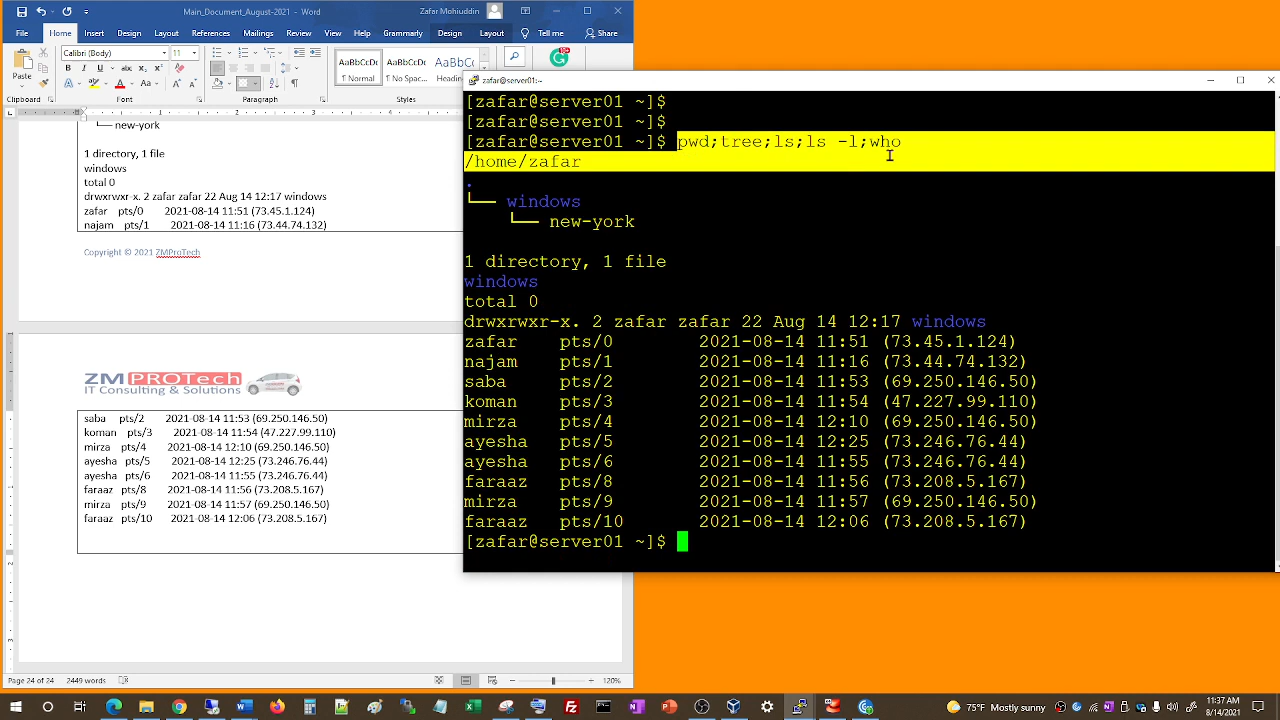 Main_Document_August-2021 - Word
Zafar Mohiuddin
File Home Insert Draw Design Layout References Mailings Review View Help Grammarly Design Layout Tell me Share
Calibri (Body) 11
Paste
B I U abc x₂ x²
AaBbCcDc AaBbCcDc AaBbCc
¶ Normal ¶ No Spac... Heading
Clipboard Font Paragraph Styles
└── new-york
1 directory, 1 file
windows
total 0
drwxrwxr-x. 2 zafar zafar 22 Aug 14 12:17 windows
zafar pts/0 2021-08-14 11:51 (73.45.1.124)
najam pts/1 2021-08-14 11:16 (73.44.74.132)
Copyright © 2021 ZMProTech
ZMPROTech
IT Consulting & Solutions
saba pts/2 2021-08-14 11:53 (69.250.146.50)
koman pts/3 2021-08-14 11:54 (47.227.99.110)
mirza pts/4 2021-08-14 12:10 (69.250.146.50)
ayesha pts/5 2021-08-14 12:25 (73.246.76.44)
ayesha pts/6 2021-08-14 11:55 (73.246.76.44)
faraaz pts/8 2021-08-14 11:56 (73.208.5.167)
mirza pts/9 2021-08-14 11:57 (69.250.146.50)
faraaz pts/10 2021-08-14 12:06 (73.208.5.167)
Page 24 of 24 2449 words 120%
zafar@server01:~
[zafar@server01 ~]$
[zafar@server01 ~]$
[zafar@server01 ~]$ pwd;tree;ls;ls -l;who
/home/zafar
.
└── windows
└── new-york
1 directory, 1 file
windows
total 0
drwxrwxr-x. 2 zafar zafar 22 Aug 14 12:17 windows
zafar pts/0 2021-08-14 11:51 (73.45.1.124)
najam pts/1 2021-08-14 11:16 (73.44.74.132)
saba pts/2 2021-08-14 11:53 (69.250.146.50)
koman pts/3 2021-08-14 11:54 (47.227.99.110)
mirza pts/4 2021-08-14 12:10 (69.250.146.50)
ayesha pts/5 2021-08-14 12:25 (73.246.76.44)
ayesha pts/6 2021-08-14 11:55 (73.246.76.44)
faraaz pts/8 2021-08-14 11:56 (73.208.5.167)
mirza pts/9 2021-08-14 11:57 (69.250.146.50)
faraaz pts/10 2021-08-14 12:06 (73.208.5.167)
[zafar@server01 ~]$
75°F Mostly sunny
11:37 AM
8/14/2021